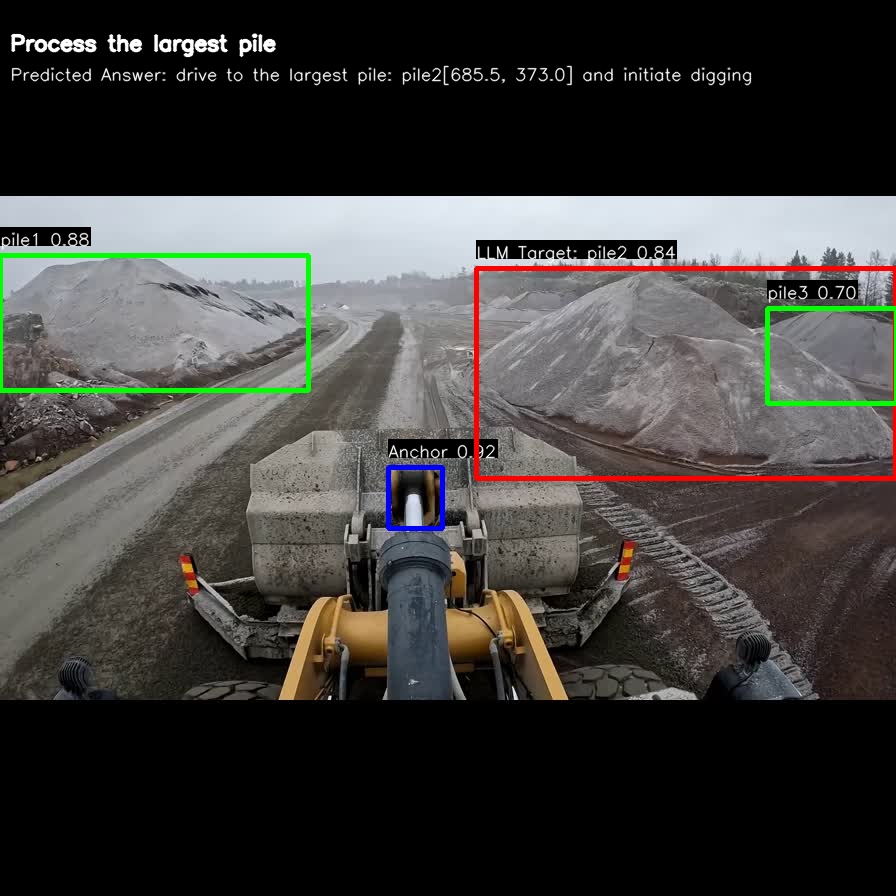 Process the largest pile
Predicted Answer: drive to the largest pile: pile2[685.5, 373.0] and initiate digging
pile1 0.88
LLM Target: pile2 0.84
pile3 0.70
Anchor 0.92